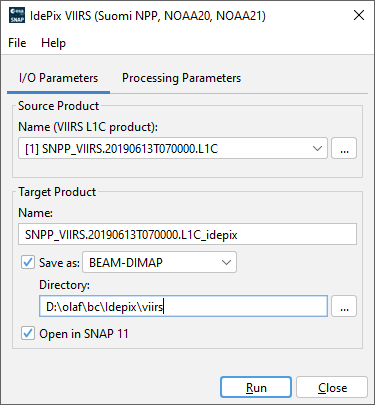 IdePix VIIRS (Suomi NPP, NOAA20, NOAA21)
File Help
I/O Parameters Processing Parameters
Source Product
Name (VIIRS L1C product):
[1] SNPP_VIIRS.20190613T070000.L1C ...
Target Product
Name:
SNPP_VIIRS.20190613T070000.L1C_idepix
Save as: BEAM-DIMAP
Directory:
D:\olaf\bc\Idepix\viirs ...
Open in SNAP 11
Run Close